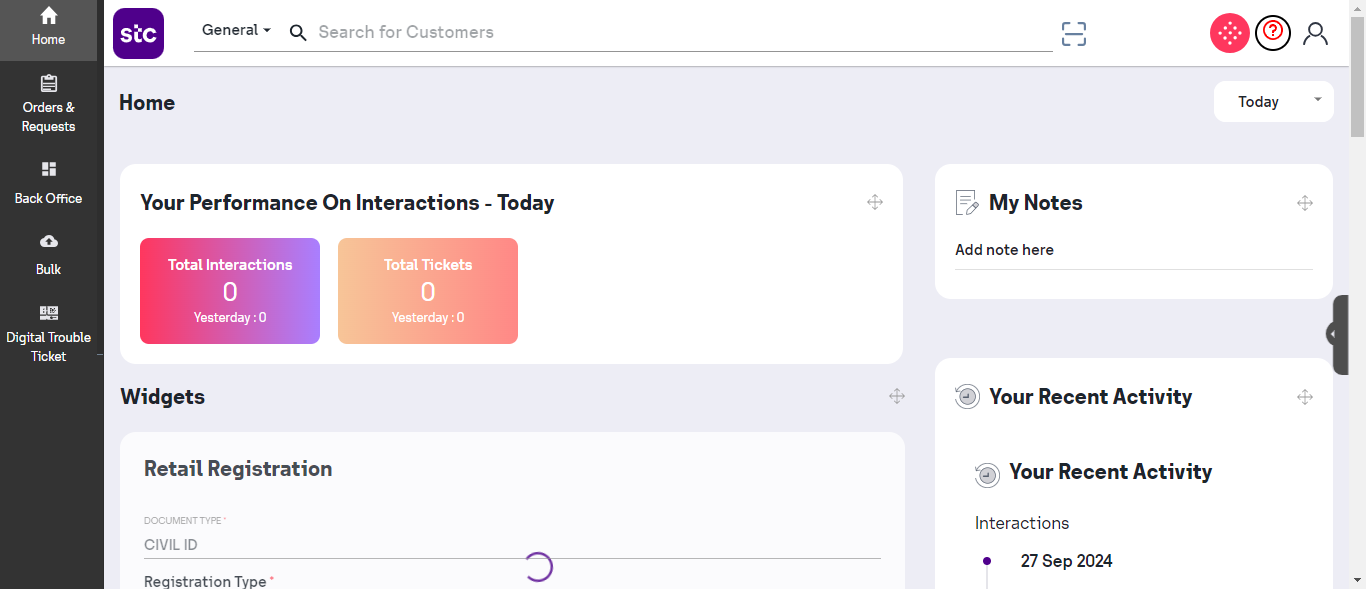 Home
Orders &
Requests
Back Office
Bulk
Digital Trouble
Ticket
stc
General
Search for Customers
?
Home
Today
Your Performance On Interactions - Today
Total Interactions
0
Yesterday : 0
Total Tickets
0
Yesterday : 0
My Notes
Add note here
Widgets
Retail Registration
DOCUMENT TYPE *
CIVIL ID
Registration Type *
Your Recent Activity
Your Recent Activity
Interactions
27 Sep 2024